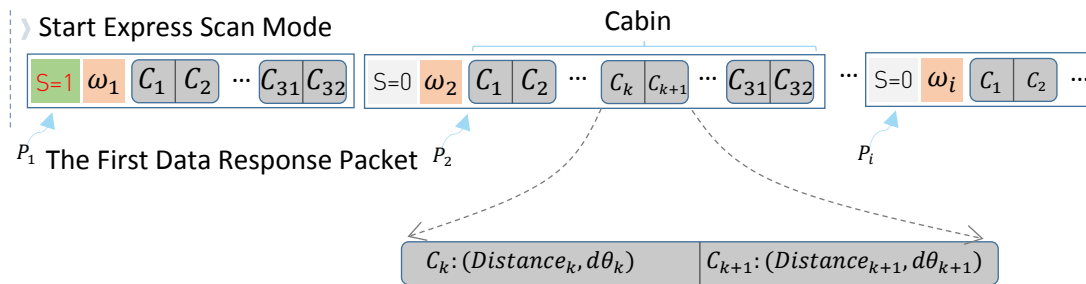 ❯ Start Express Scan Mode
Cabin
S=1 ω₁ C₁ C₂ ⋯ C₃₁ C₃₂ S=0 ω₂ C₁ C₂ ⋯ Cₖ Cₖ₊₁ ⋯ C₃₁ C₃₂ ⋯ S=0 ωᵢ C₁ C₂ ⋯
P₁ The First Data Response Packet P₂ Pᵢ
Cₖ: (Distanceₖ, dθₖ) Cₖ₊₁: (Distanceₖ₊₁, dθₖ₊₁)